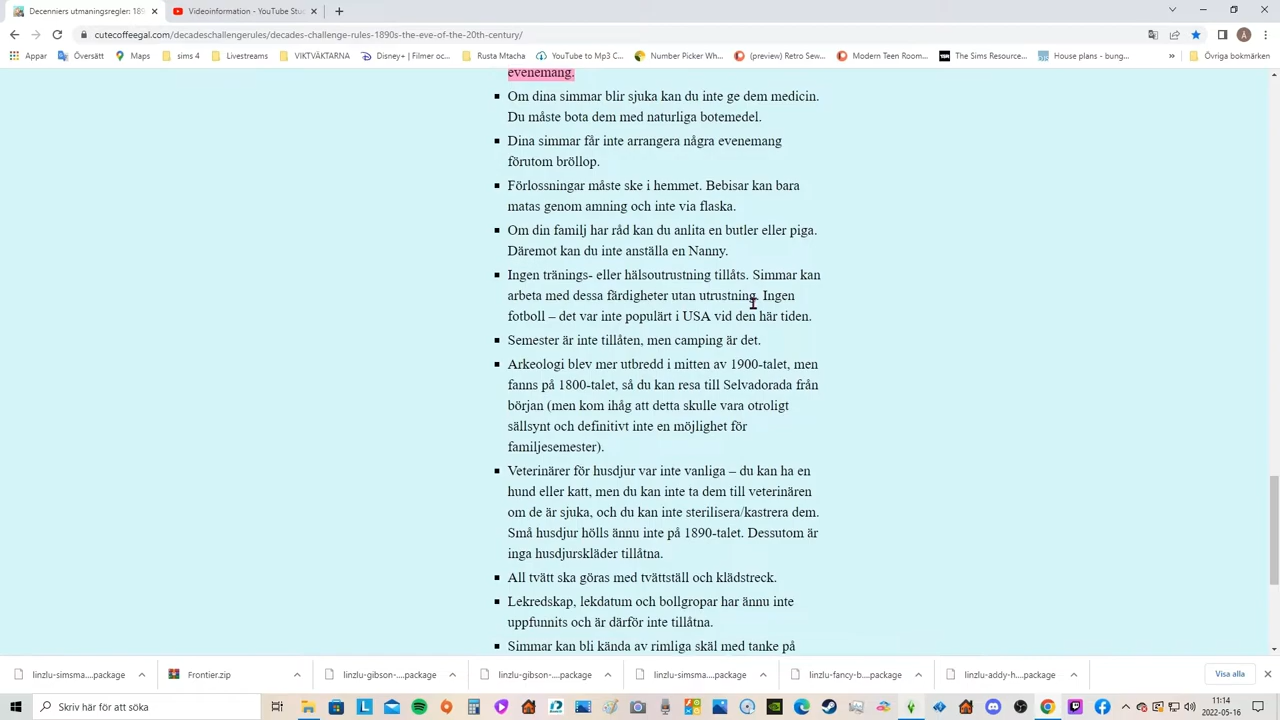 Decenniers utmaningsregler: 189
Videoinformation - YouTube Stu
cutecoffeegal.com/decadeschallengerules/decades-challenge-rules-1890s-the-eve-of-the-20th-century/
Appar
Översätt
Maps
sims 4
Livestreams
VIKTVÄKTARNA
Disney+ | Filmer oc...
Rusta Mtacha
YouTube to Mp3 C...
Number Picker Wh...
(preview) Retro Sew...
Modern Teen Room...
The Sims Resource...
House plans - bung...
»
Övriga bokmärken
evenemang.
Om dina simmar blir sjuka kan du inte ge dem medicin.
Du måste bota dem med naturliga botemedel.
Dina simmar får inte arrangera några evenemang
förutom bröllop.
Förlossningar måste ske i hemmet. Bebisar kan bara
matas genom amning och inte via flaska.
Om din familj har råd kan du anlita en butler eller piga.
Däremot kan du inte anställa en Nanny.
Ingen tränings- eller hälsoutrustning tillåts. Simmar kan
arbeta med dessa färdigheter utan utrustning. Ingen
fotboll – det var inte populärt i USA vid den här tiden.
Semester är inte tillåten, men camping är det.
Arkeologi blev mer utbredd i mitten av 1900-talet, men
fanns på 1800-talet, så du kan resa till Selvadorada från
början (men kom ihåg att detta skulle vara otroligt
sällsynt och definitivt inte en möjlighet för
familjesemester).
Veterinärer för husdjur var inte vanliga – du kan ha en
hund eller katt, men du kan inte ta dem till veterinären
om de är sjuka, och du kan inte sterilisera/kastrera dem.
Små husdjur hölls ännu inte på 1890-talet. Dessutom är
inga husdjurskläder tillåtna.
All tvätt ska göras med tvättställ och klädstreck.
Lekredskap, lekdatum och bollgropar har ännu inte
uppfunnits och är därför inte tillåtna.
Simmar kan bli kända av rimliga skäl med tanke på
linzlu-simsma....package
Frontier.zip
linzlu-gibson-....package
linzlu-gibson-....package
linzlu-simsma....package
linzlu-fancy-b....package
linzlu-addy-h....package
Visa alla
Skriv här för att söka
11:14
2022-05-16